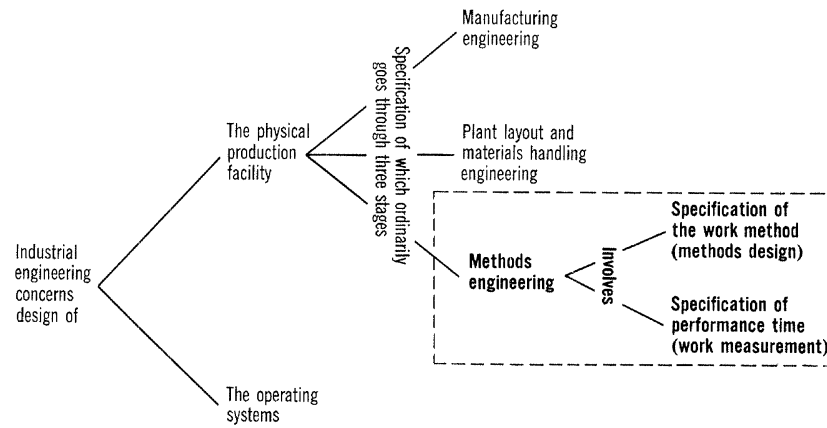 Industrial
engineering
concerns
design of
The physical
production
facility
The operating
systems
Specification of which ordinarily
goes through three stages
Manufacturing
engineering
Plant layout and
materials handling
engineering
Methods
engineering
Involves
Specification of
the work method
(methods design)
Specification of
performance time
(work measurement)